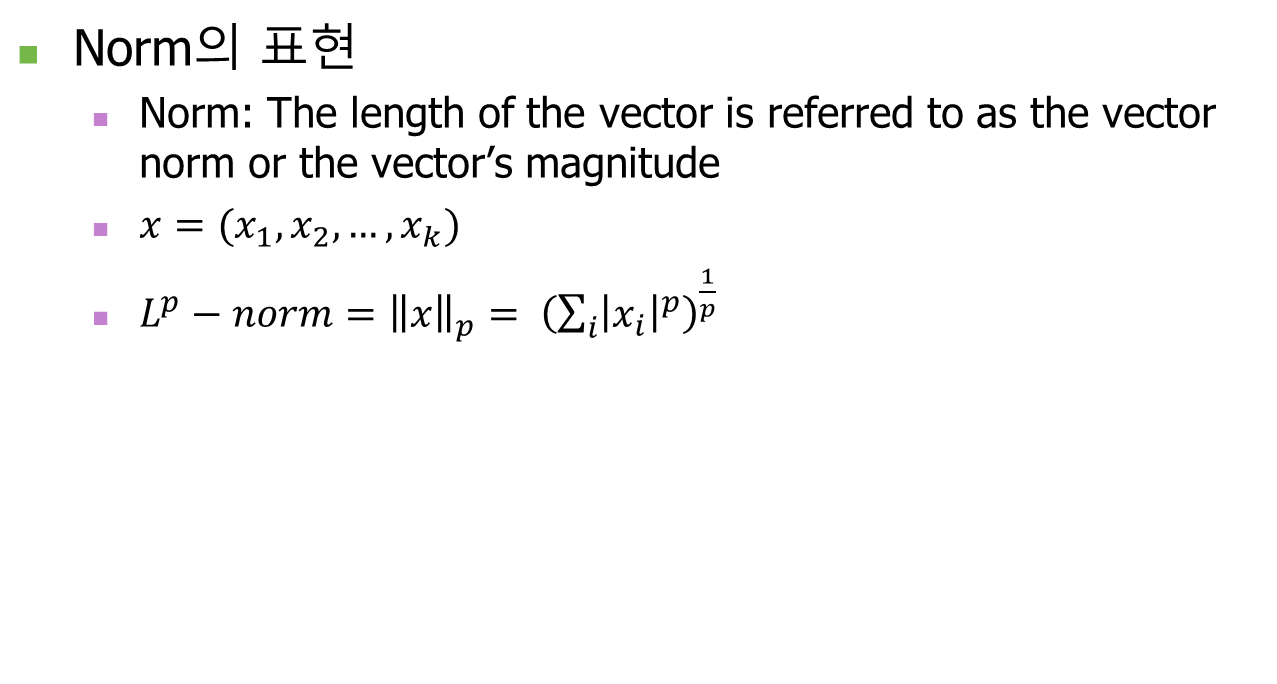 Norm의 표현
Norm: The length of the vector is referred to as the vector
norm or the vector’s magnitude
𝑥 = (𝑥₁, 𝑥₂, … , 𝑥ₖ)
𝐿ᵖ − 𝑛𝑜𝑟𝑚 = ‖𝑥‖ₚ = (∑ᵢ|𝑥ᵢ|ᵖ)^(1/p)